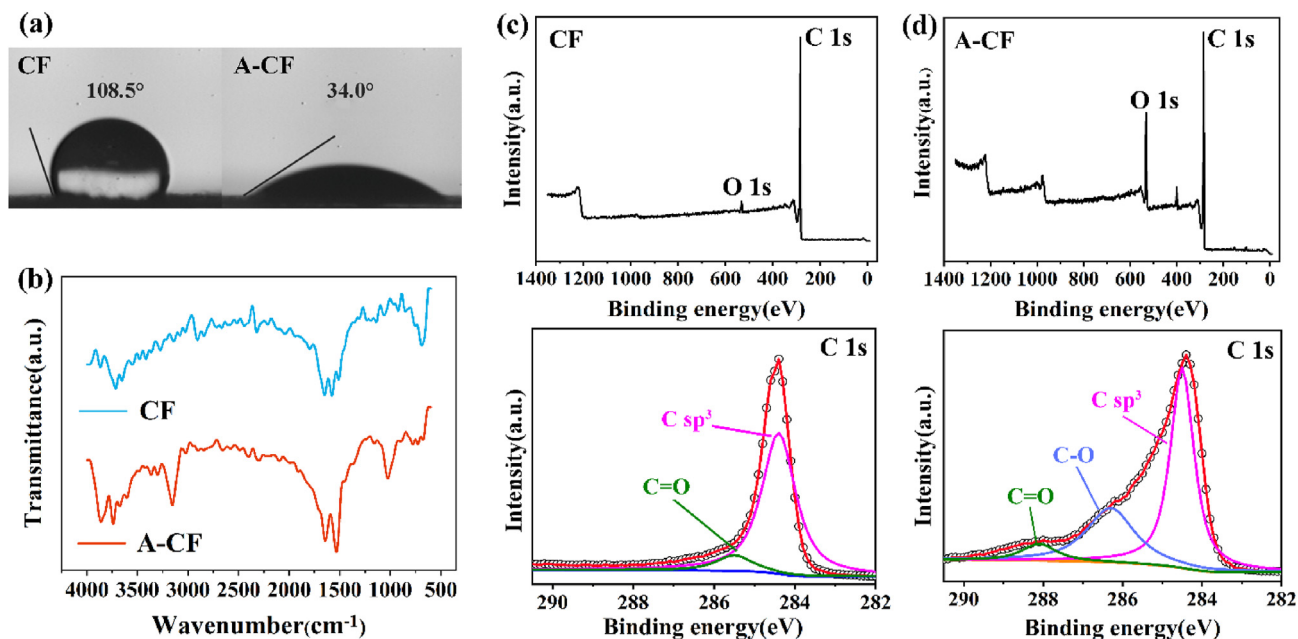 (a)
CF
108.5°
A-CF
34.0°
(b)
Transmittance(a.u.)
CF
A-CF
4000 3500 3000 2500 2000 1500 1000 500
Wavenumber(cm⁻¹)
(c)
CF
C 1s
O 1s
Intensity(a.u.)
1400 1200 1000 800 600 400 200 0
Binding energy(eV)
C 1s
C sp³
C=O
Intensity(a.u.)
290 288 286 284 282
Binding energy(eV)
(d)
A-CF
C 1s
O 1s
Intensity(a.u.)
1400 1200 1000 800 600 400 200 0
Binding energy(eV)
C 1s
C sp³
C-O
C=O
Intensity(a.u.)
290 288 286 284 282
Binding energy(eV)